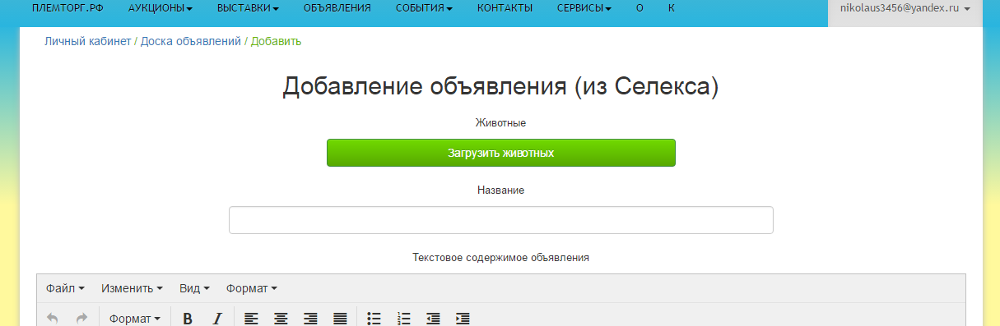 ПЛЕМТОРГ.РФ АУКЦИОНЫ ВЫСТАВКИ ОБЪЯВЛЕНИЯ СОБЫТИЯ КОНТАКТЫ СЕРВИСЫ О К nikolaus3456@yandex.ru
Личный кабинет / Доска объявлений / Добавить
Добавление объявления (из Селекса)
Животные
Загрузить животных
Название
Текстовое содержимое объявления
Файл Изменить Вид Формат
Формат B I